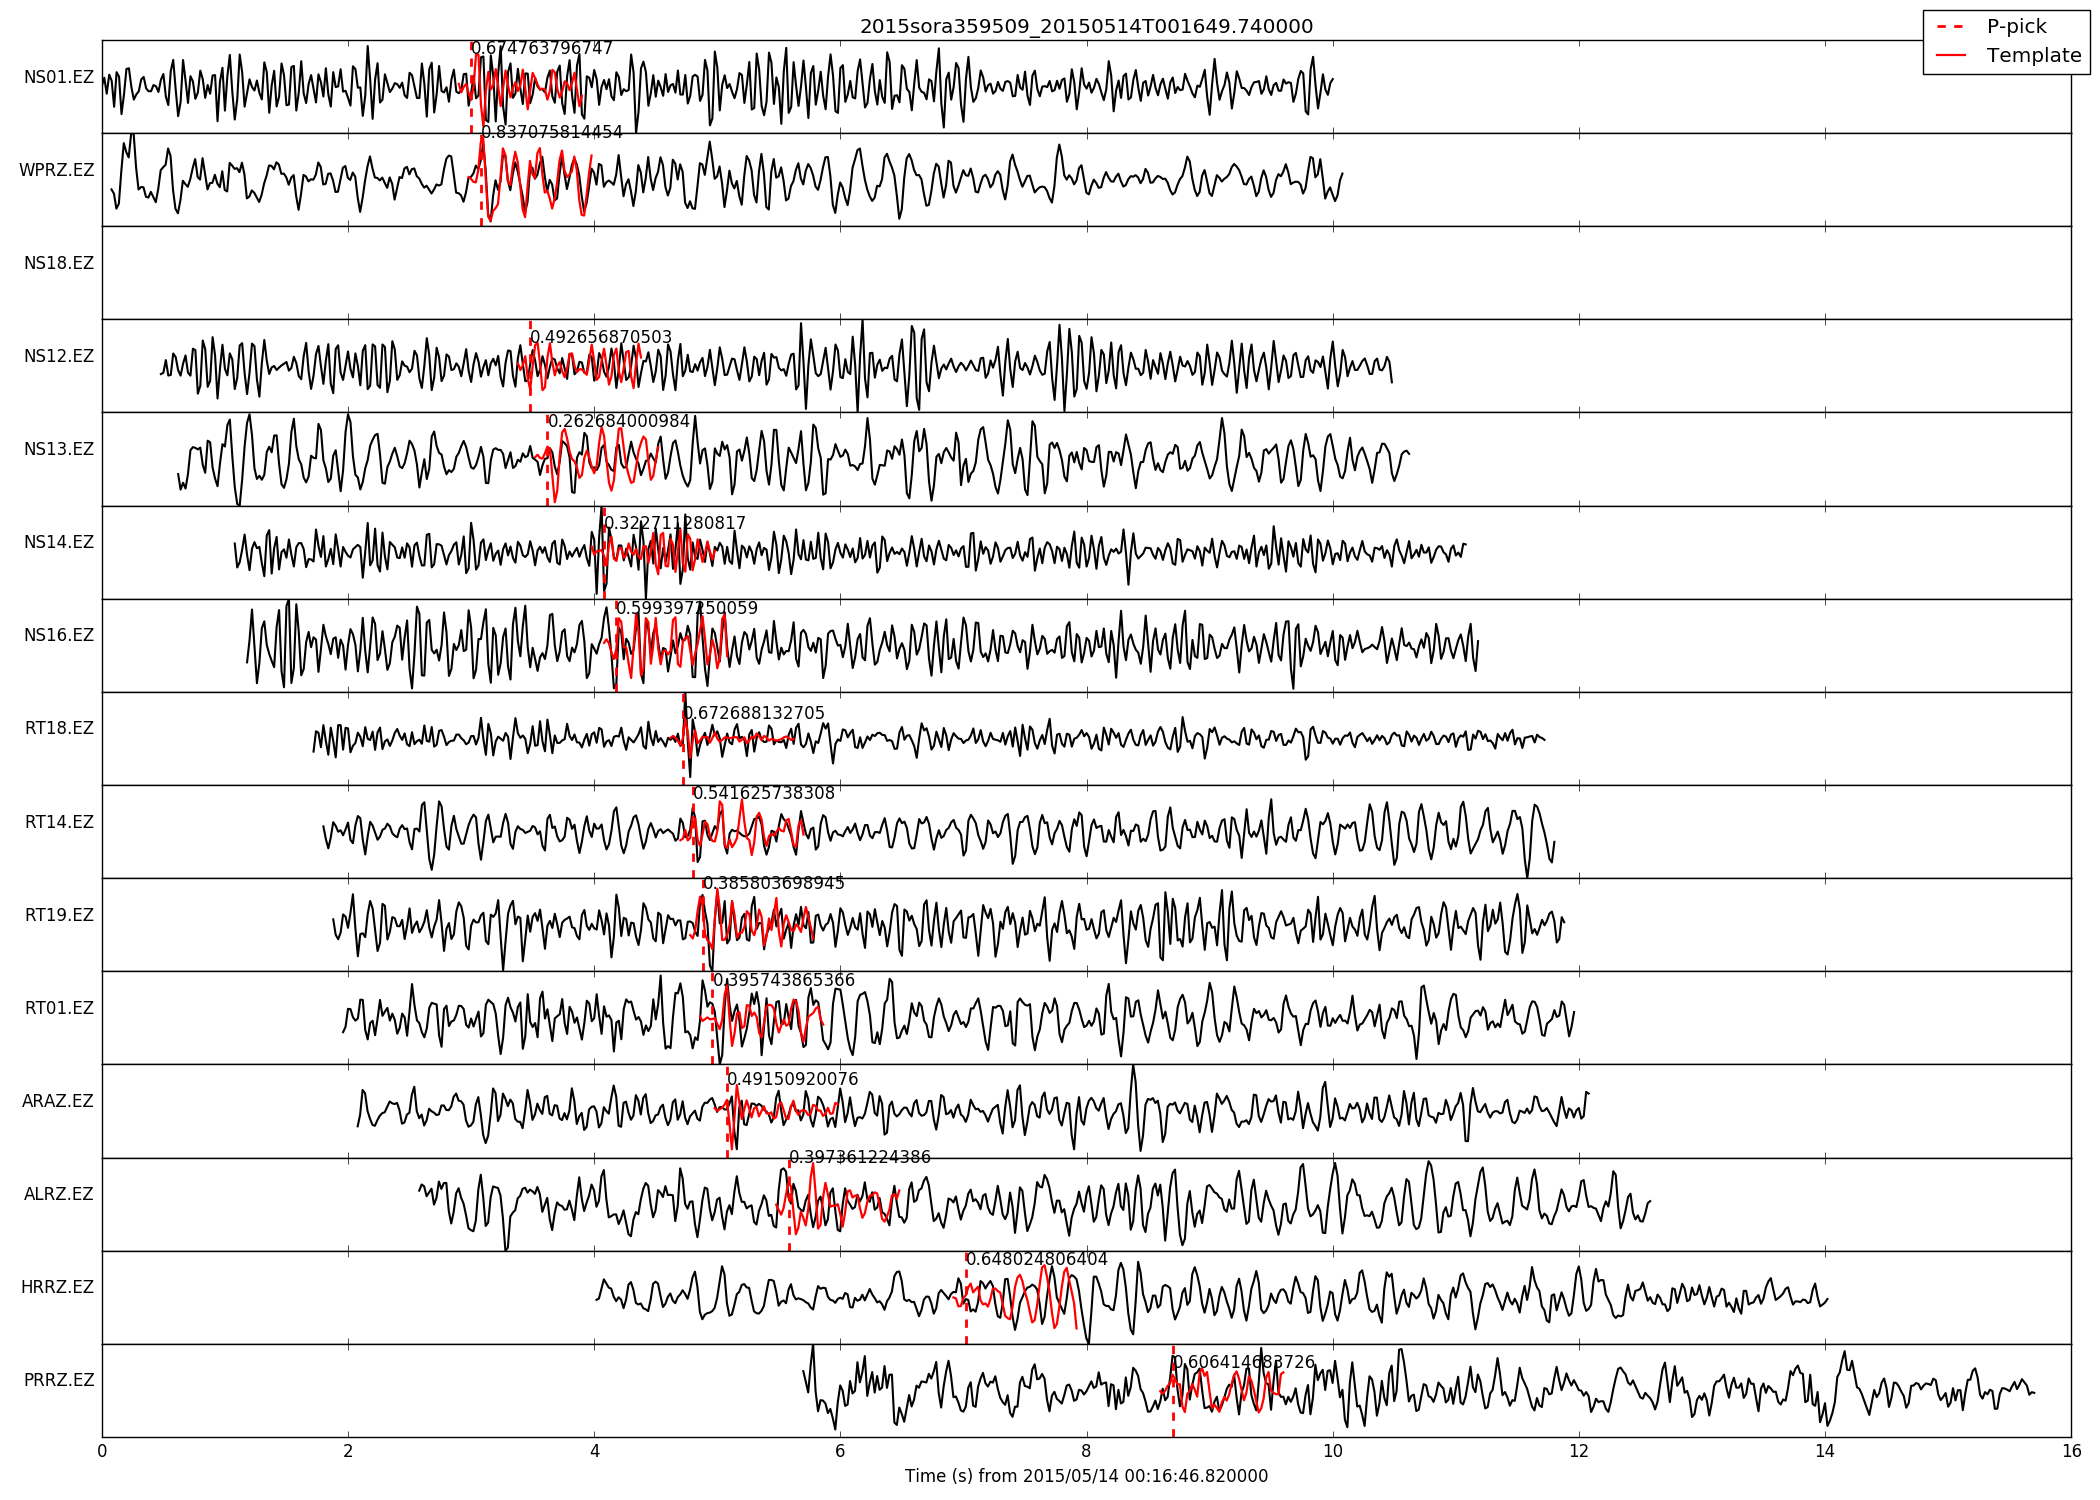 2015sora359509_20150514T001649.740000
P-pick
Template
NS01.EZ
0.674763796747
WPRZ.EZ
0.837075814454
NS18.EZ
NS12.EZ
0.492656870503
NS13.EZ
0.262684000984
NS14.EZ
0.322711280817
NS16.EZ
0.599397250059
RT18.EZ
0.672688132705
RT14.EZ
0.541625738308
RT19.EZ
0.385803698945
RT01.EZ
0.395743865366
ARAZ.EZ
0.49150920076
ALRZ.EZ
0.397361224386
HRRZ.EZ
0.648024806404
PRRZ.EZ
0.606414683726
0 2 4 6 8 10 12 14 16
Time (s) from 2015/05/14 00:16:46.820000